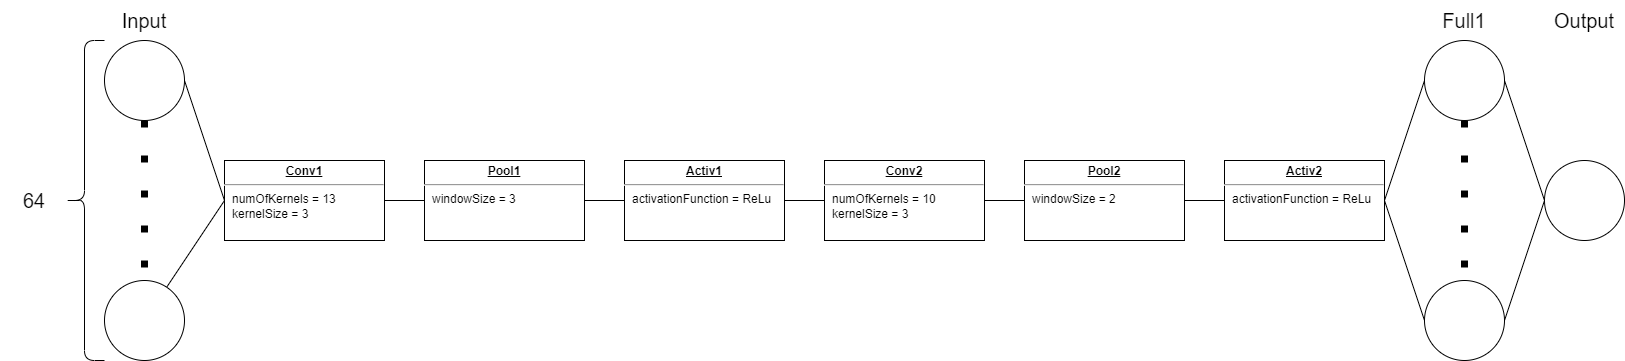 Input
Full1
Output
64
Conv1
numOfKernels = 13
kernelSize = 3
Pool1
windowSize = 3
Activ1
activationFunction = ReLu
Conv2
numOfKernels = 10
kernelSize = 3
Pool2
windowSize = 2
Activ2
activationFunction = ReLu